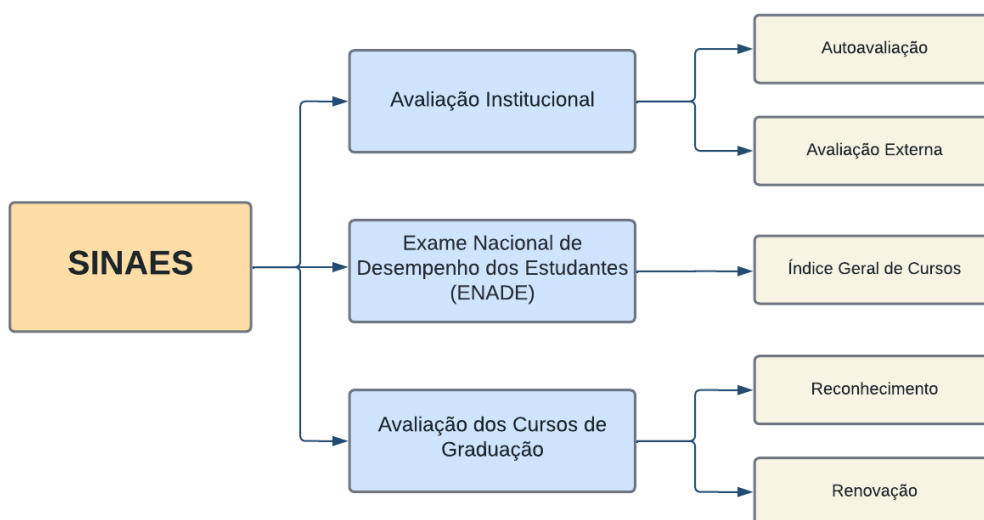 SINAES
Avaliação Institucional
Autoavaliação
Avaliação Externa
Exame Nacional de
Desempenho dos Estudantes
(ENADE)
Índice Geral de Cursos
Avaliação dos Cursos de
Graduação
Reconhecimento
Renovação